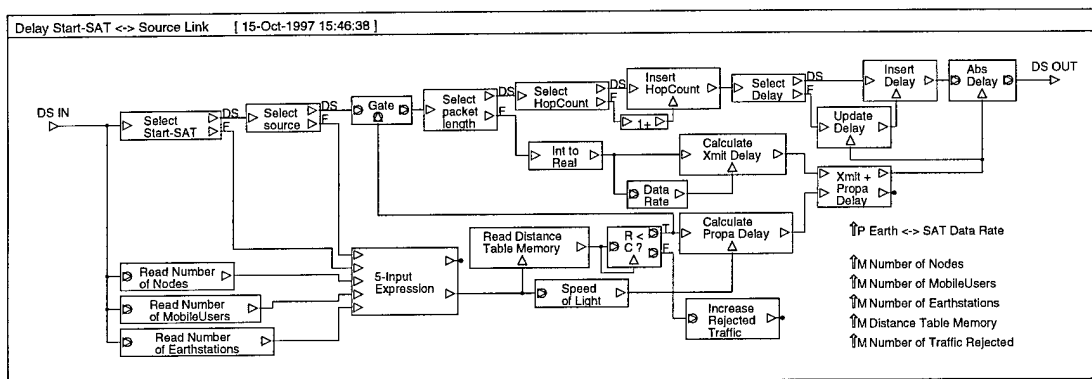 Delay Start-SAT <-> Source Link [ 15-Oct-1997 15:46:38 ]
DS IN
Select
Start-SAT
DS
F
Select
source
DS
F
Gate
Select
packet
length
DS
F
Select
HopCount
DS
F
Insert
HopCount
1+
Select
Delay
DS
F
Insert
Delay
Abs
Delay
DS OUT
Update
Delay
Int to
Real
Calculate
Xmit Delay
Data
Rate
Xmit +
Propa
Delay
Read Distance
Table Memory
R <
C ?
T
F
Calculate
Propa Delay
5-Input
Expression
Speed
of Light
Increase
Rejected
Traffic
Read Number
of Nodes
Read Number
of MobileUsers
Read Number
of Earthstations
⇑P Earth <-> SAT Data Rate
⇑M Number of Nodes
⇑M Number of MobileUsers
⇑M Number of Earthstations
⇑M Distance Table Memory
⇑M Number of Traffic Rejected